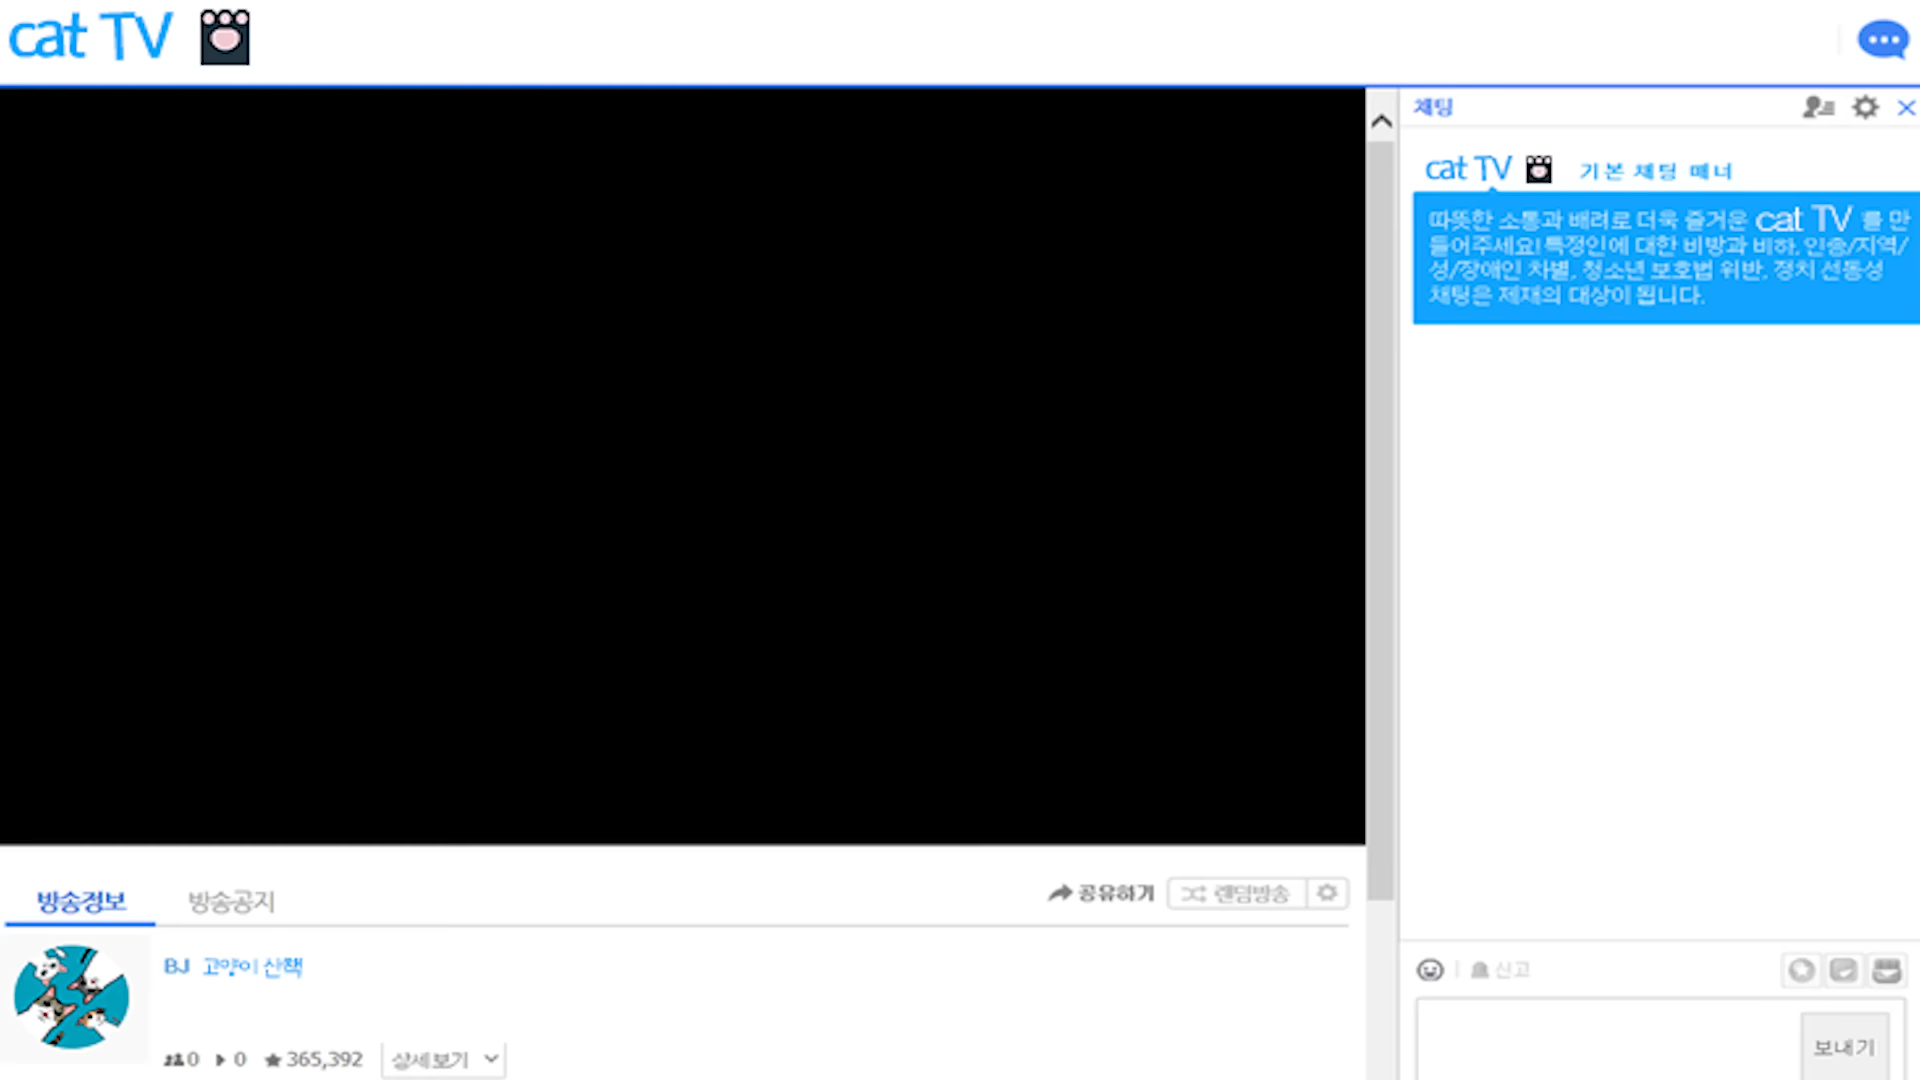 cat TV
채팅
cat TV 기본 채팅 매너
따뜻한 소통과 배려로 더욱 즐거운 cat TV 를 만
들어주세요! 특정인에 대한 비방과 비하, 인종/지역/
성/장애인 차별, 청소년 보호법 위반, 정치 선동성
채팅은 제재의 대상이 됩니다.
방송정보 방송공지
공유하기 랜덤방송
BJ 고양이 산책
0 0 365,392 상세보기
신고
보내기